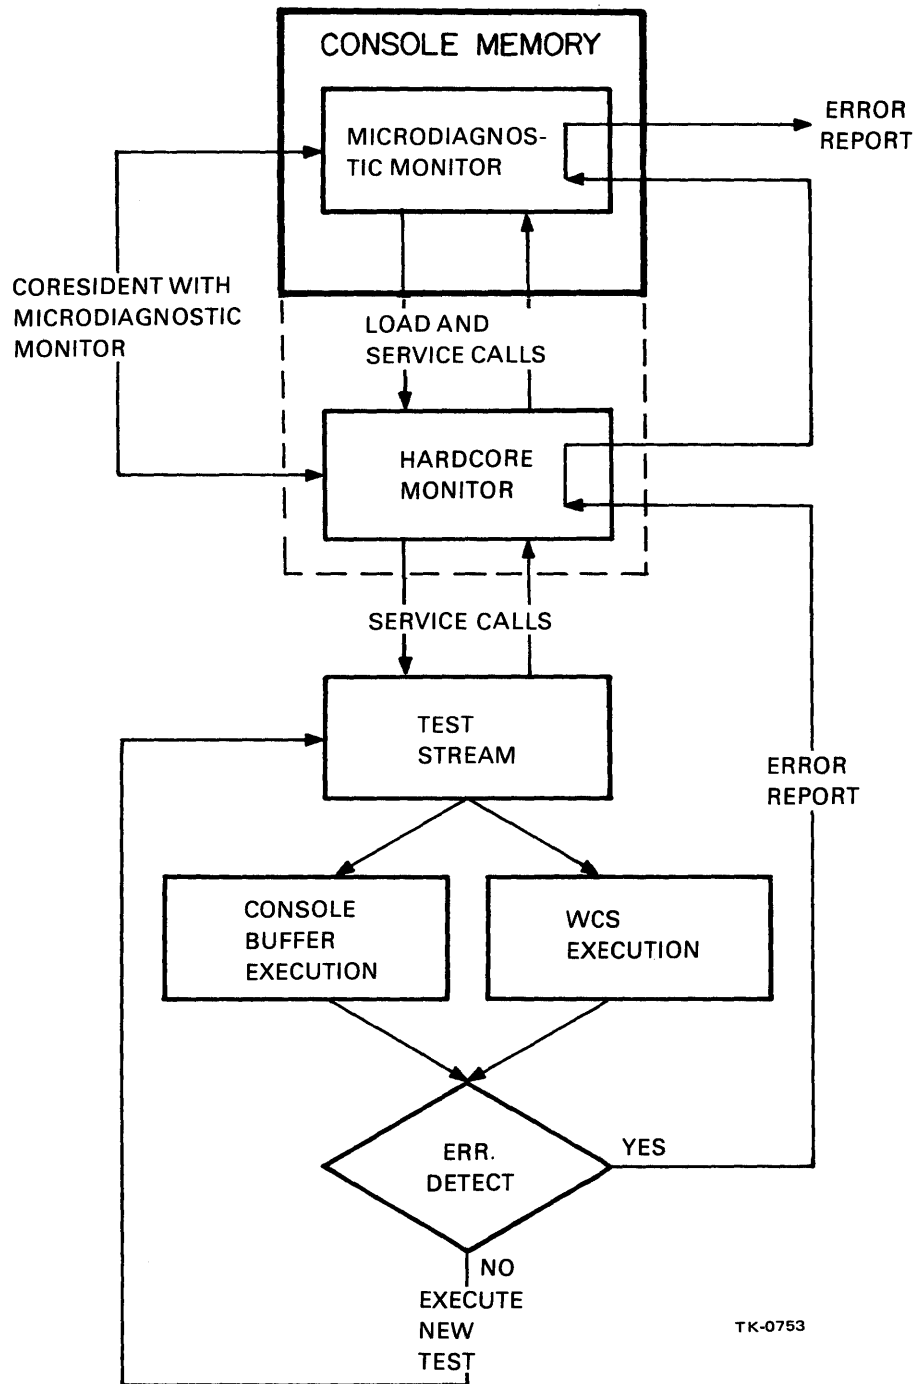 CONSOLE MEMORY
MICRODIAGNOS-
TIC MONITOR
ERROR
REPORT
CORESIDENT WITH
MICRODIAGNOSTIC
MONITOR
LOAD AND
SERVICE CALLS
HARDCORE
MONITOR
SERVICE CALLS
TEST
STREAM
ERROR
REPORT
CONSOLE
BUFFER
EXECUTION
WCS
EXECUTION
ERR.
DETECT
YES
NO
EXECUTE
NEW
TEST
TK-0753